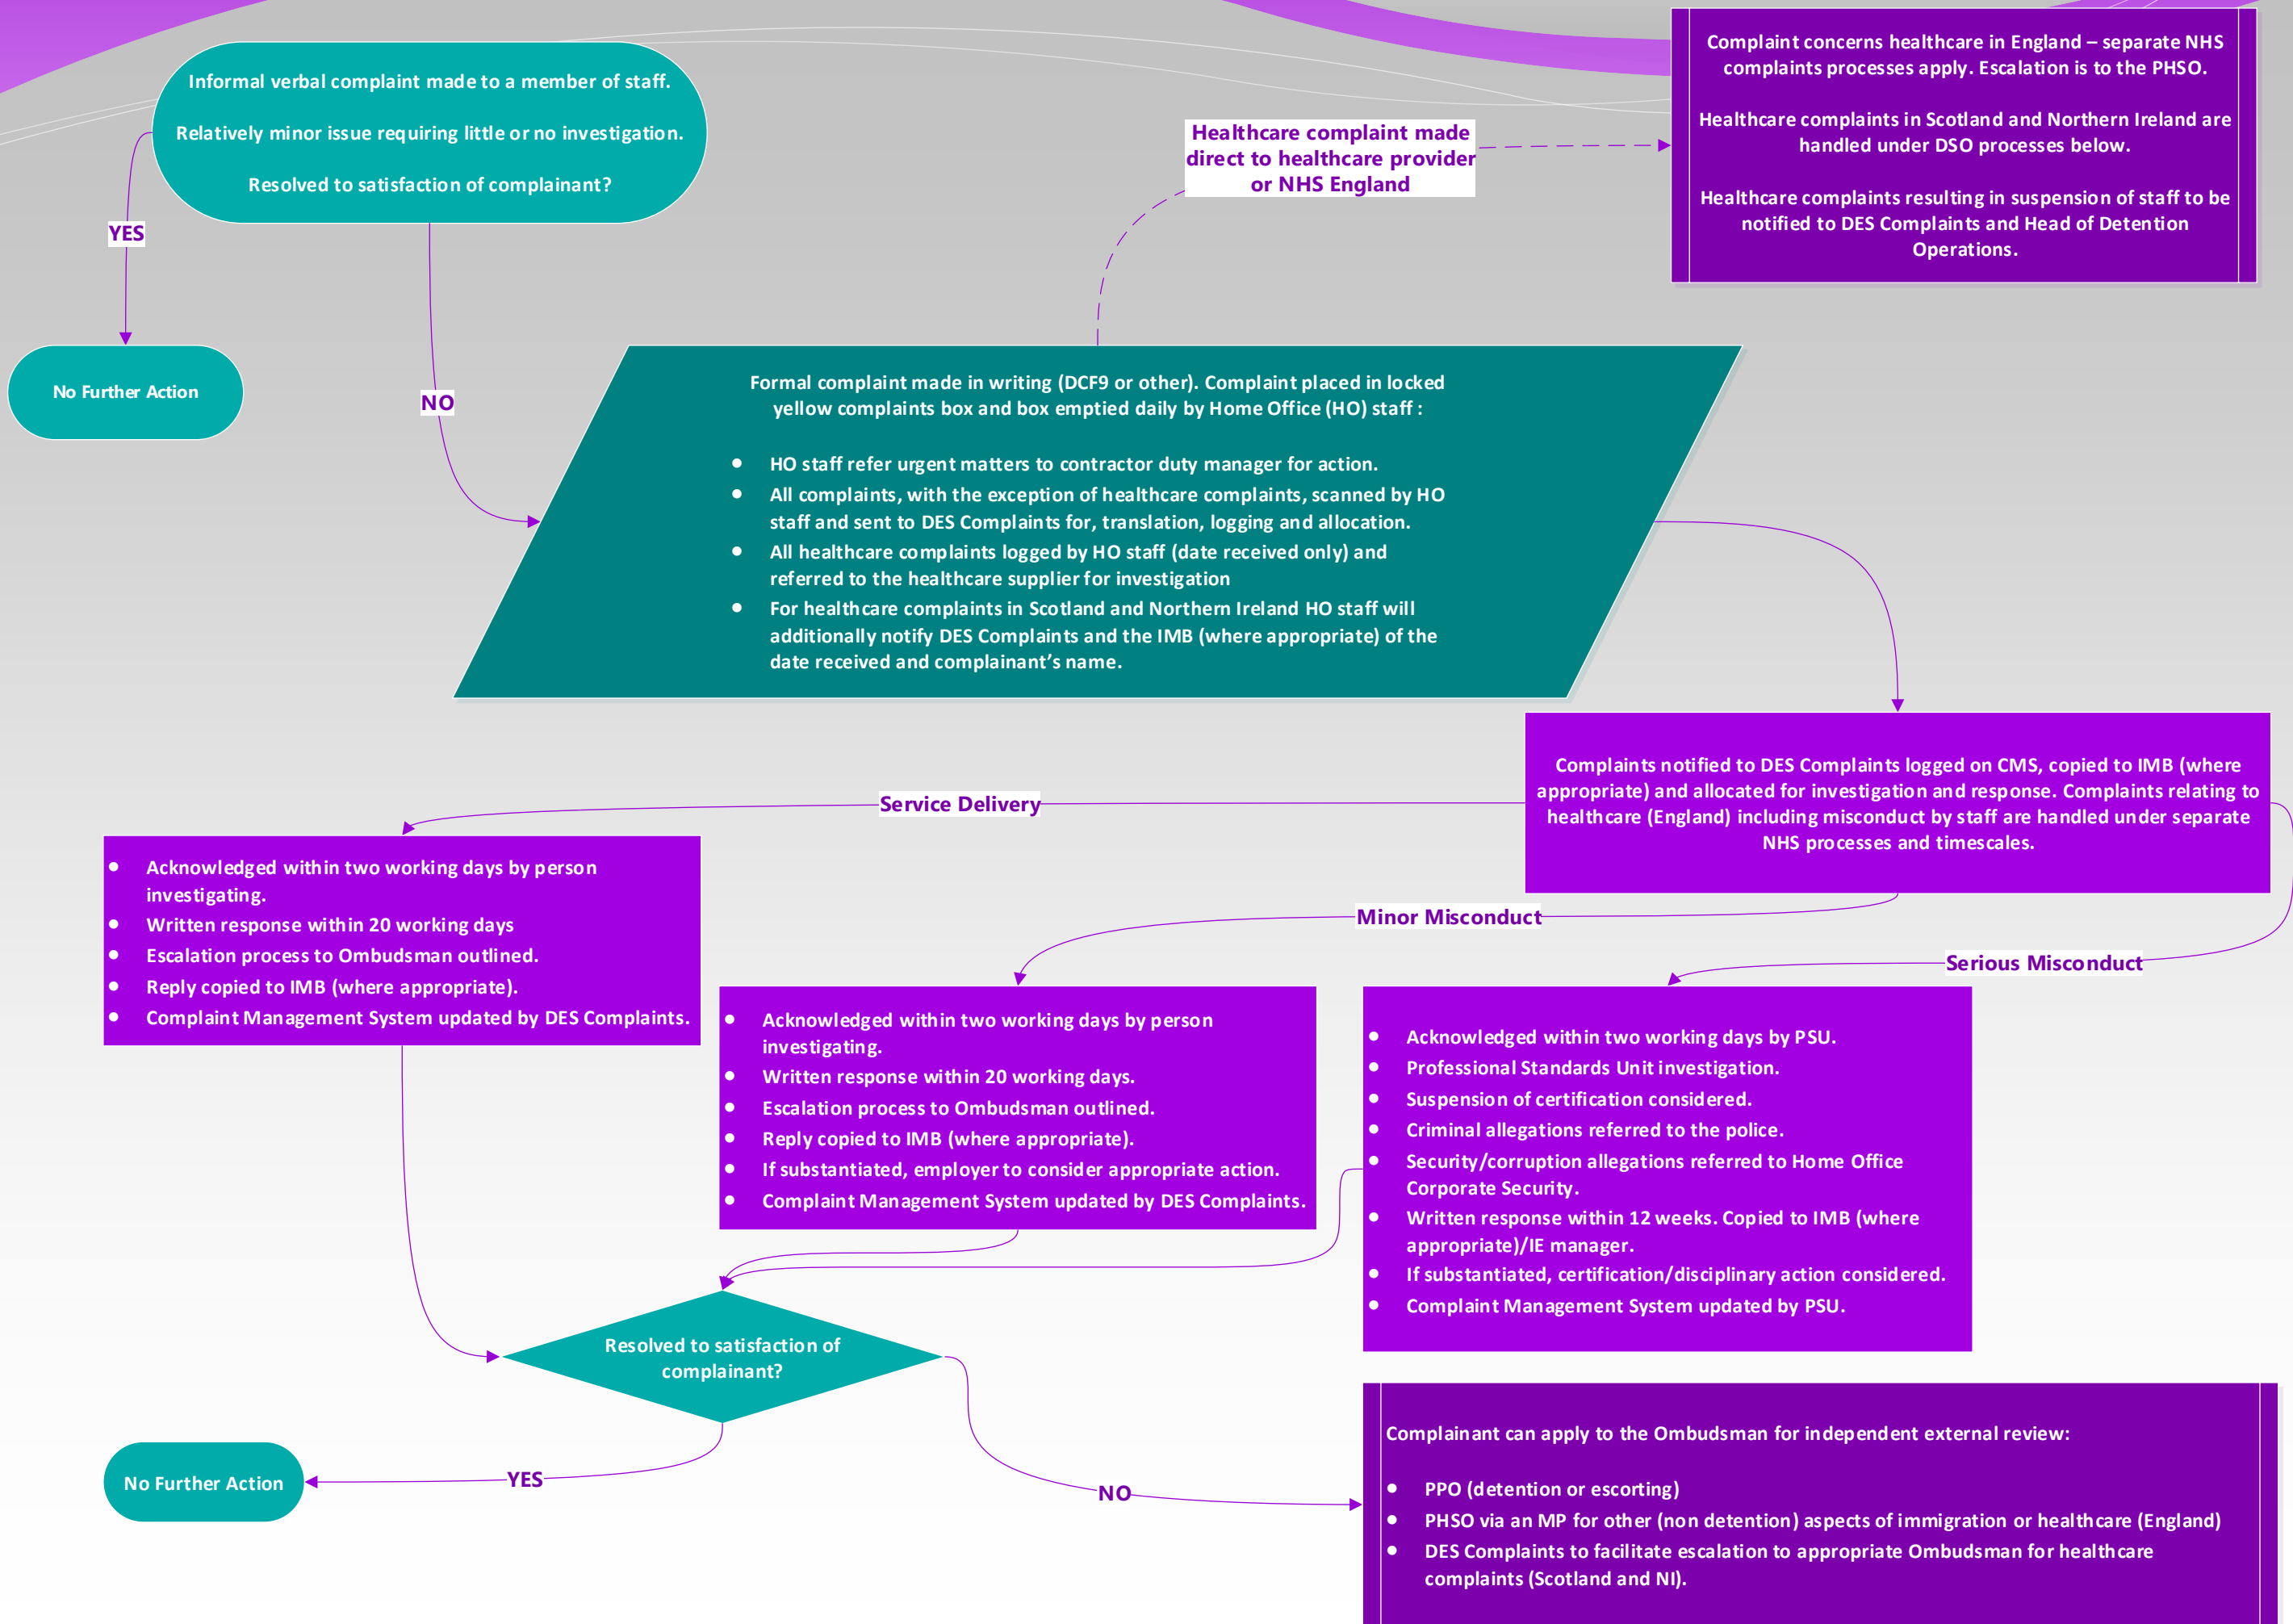 Informal verbal complaint made to a member of staff.
Relatively minor issue requiring little or no investigation.
Resolved to satisfaction of complainant?
YES
No Further Action
NO
Healthcare complaint made
direct to healthcare provider
or NHS England
Complaint concerns healthcare in England – separate NHS
complaints processes apply. Escalation is to the PHSO.
Healthcare complaints in Scotland and Northern Ireland are
handled under DSO processes below.
Healthcare complaints resulting in suspension of staff to be
notified to DES Complaints and Head of Detention
Operations.
Formal complaint made in writing (DCF9 or other). Complaint placed in locked
yellow complaints box and box emptied daily by Home Office (HO) staff :
● HO staff refer urgent matters to contractor duty manager for action.
● All complaints, with the exception of healthcare complaints, scanned by HO
staff and sent to DES Complaints for, translation, logging and allocation.
● All healthcare complaints logged by HO staff (date received only) and
referred to the healthcare supplier for investigation
● For healthcare complaints in Scotland and Northern Ireland HO staff will
additionally notify DES Complaints and the IMB (where appropriate) of the
date received and complainant’s name.
Complaints notified to DES Complaints logged on CMS, copied to IMB (where
appropriate) and allocated for investigation and response. Complaints relating to
healthcare (England) including misconduct by staff are handled under separate
NHS processes and timescales.
Service Delivery
● Acknowledged within two working days by person
investigating.
● Written response within 20 working days
● Escalation process to Ombudsman outlined.
● Reply copied to IMB (where appropriate).
● Complaint Management System updated by DES Complaints.
Minor Misconduct
● Acknowledged within two working days by person
investigating.
● Written response within 20 working days.
● Escalation process to Ombudsman outlined.
● Reply copied to IMB (where appropriate).
● If substantiated, employer to consider appropriate action.
● Complaint Management System updated by DES Complaints.
Serious Misconduct
● Acknowledged within two working days by PSU.
● Professional Standards Unit investigation.
● Suspension of certification considered.
● Criminal allegations referred to the police.
● Security/corruption allegations referred to Home Office
Corporate Security.
● Written response within 12 weeks. Copied to IMB (where
appropriate)/IE manager.
● If substantiated, certification/disciplinary action considered.
● Complaint Management System updated by PSU.
Resolved to satisfaction of
complainant?
YES
No Further Action
NO
Complainant can apply to the Ombudsman for independent external review:
● PPO (detention or escorting)
● PHSO via an MP for other (non detention) aspects of immigration or healthcare (England)
● DES Complaints to facilitate escalation to appropriate Ombudsman for healthcare
complaints (Scotland and NI).